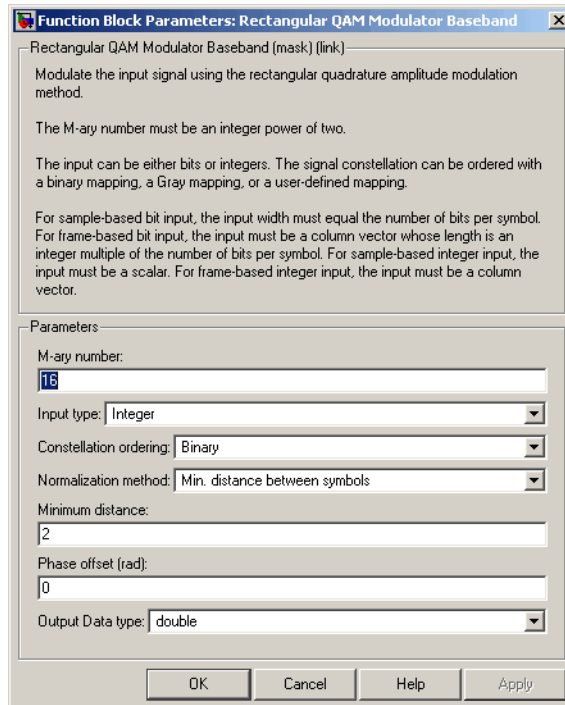 Function Block Parameters: Rectangular QAM Modulator Baseband
Rectangular QAM Modulator Baseband (mask) (link)
Modulate the input signal using the rectangular quadrature amplitude modulation
method.
The M-ary number must be an integer power of two.
The input can be either bits or integers. The signal constellation can be ordered with
a binary mapping, a Gray mapping, or a user-defined mapping.
For sample-based bit input, the input width must equal the number of bits per symbol.
For frame-based bit input, the input must be a column vector whose length is an
integer multiple of the number of bits per symbol. For sample-based integer input, the
input must be a scalar. For frame-based integer input, the input must be a column
vector.
Parameters
M-ary number:
16
Input type: Integer
Constellation ordering: Binary
Normalization method: Min. distance between symbols
Minimum distance:
2
Phase offset (rad):
0
Output Data type: double
OK Cancel Help Apply